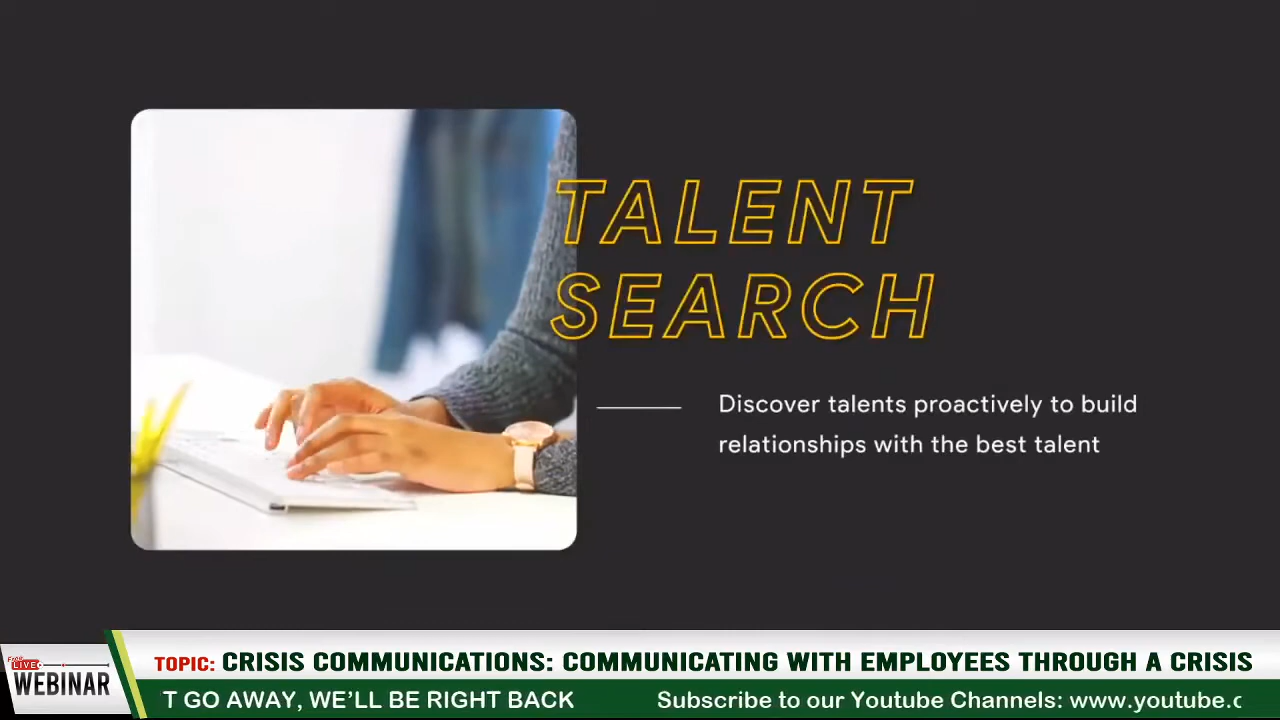 TALENT
SEARCH
Discover talents proactively to build
relationships with the best talent
TOPIC: CRISIS COMMUNICATIONS: COMMUNICATING WITH EMPLOYEES THROUGH A CRISIS
LIVE
WEBINAR
T GO AWAY, WE'LL BE RIGHT BACK Subscribe to our Youtube Channels: www.youtube.c